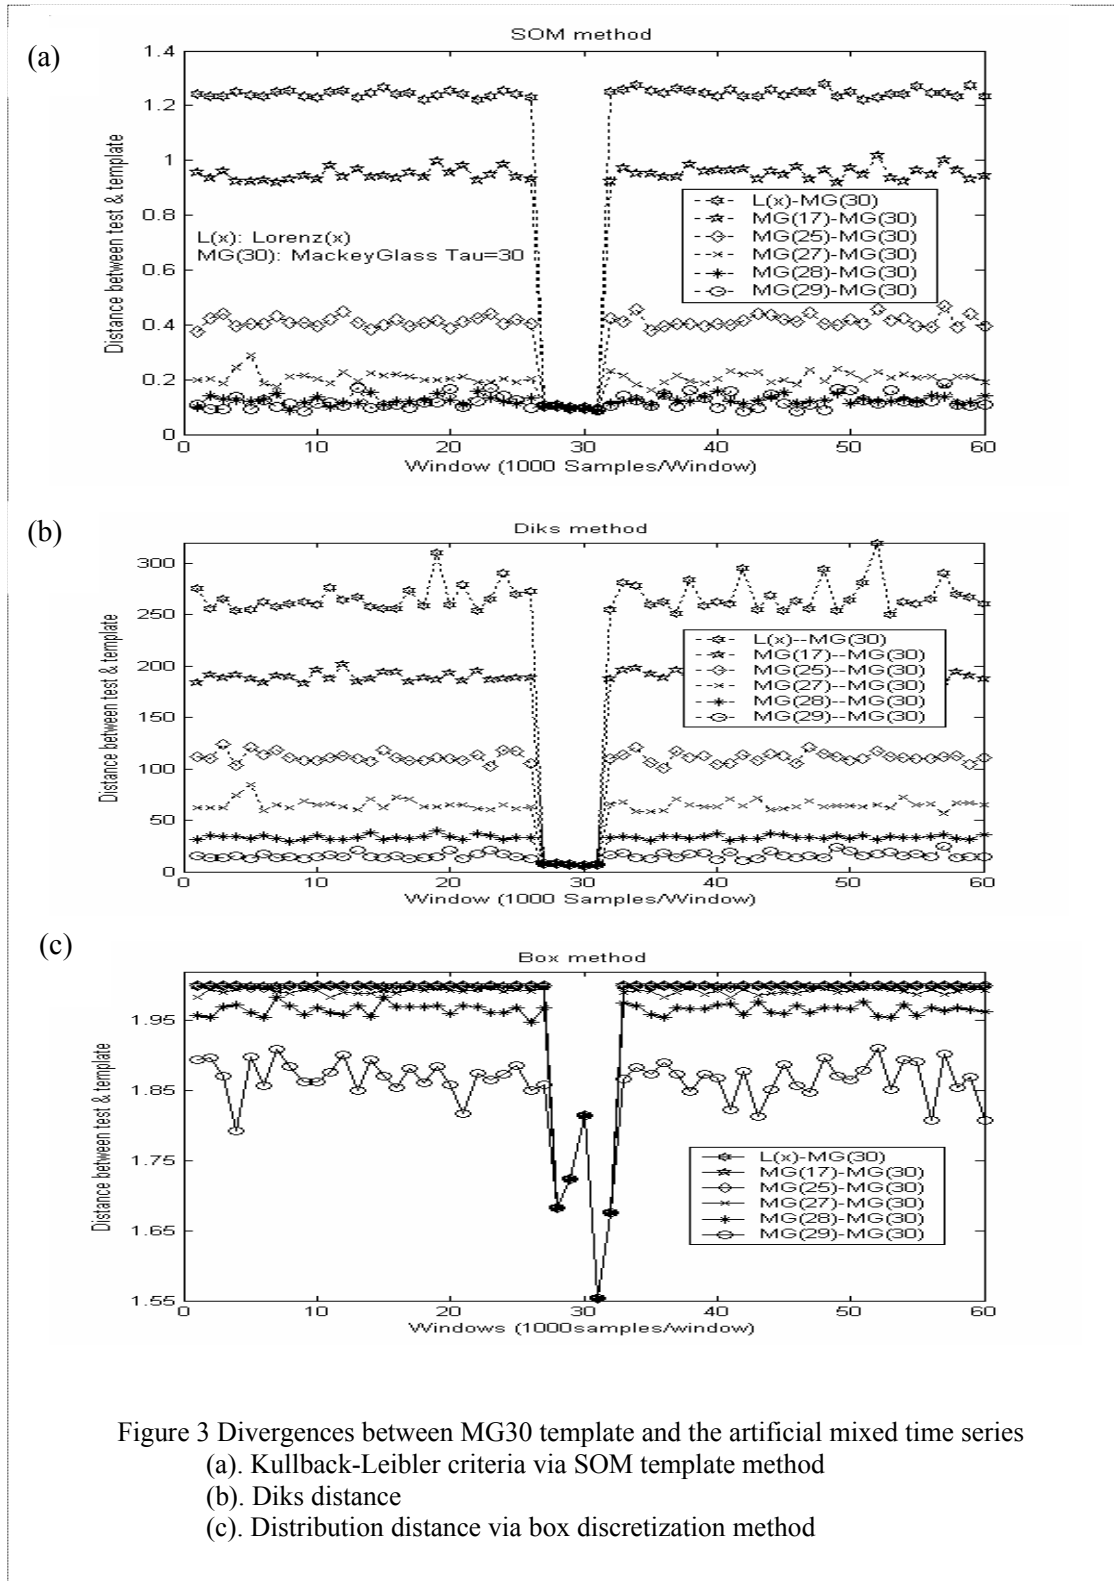 (a)
SOM method
1.4
1.2
1
0.8
0.6
0.4
0.2
0
Distance between test & template
L(x): Lorenz(x)
MG(30): MackeyGlass Tau=30
L(x)-MG(30)
MG(17)-MG(30)
MG(25)-MG(30)
MG(27)-MG(30)
MG(28)-MG(30)
MG(29)-MG(30)
0 10 20 30 40 50 60
Window (1000 Samples/Window)
(b)
Diks method
300
250
200
150
100
50
0
Distance between test & template
L(x)--MG(30)
MG(17)--MG(30)
MG(25)--MG(30)
MG(27)--MG(30)
MG(28)--MG(30)
MG(29)--MG(30)
0 10 20 30 40 50 60
Window (1000 Samples/Window)
(c)
Box method
1.95
1.85
1.75
1.65
1.55
Distance between test & template
L(x)-MG(30)
MG(17)-MG(30)
MG(25)-MG(30)
MG(27)-MG(30)
MG(28)-MG(30)
MG(29)-MG(30)
0 10 20 30 40 50 60
Windows (1000samples/window)
Figure 3 Divergences between MG30 template and the artificial mixed time series
(a). Kullback-Leibler criteria via SOM template method
(b). Diks distance
(c). Distribution distance via box discretization method